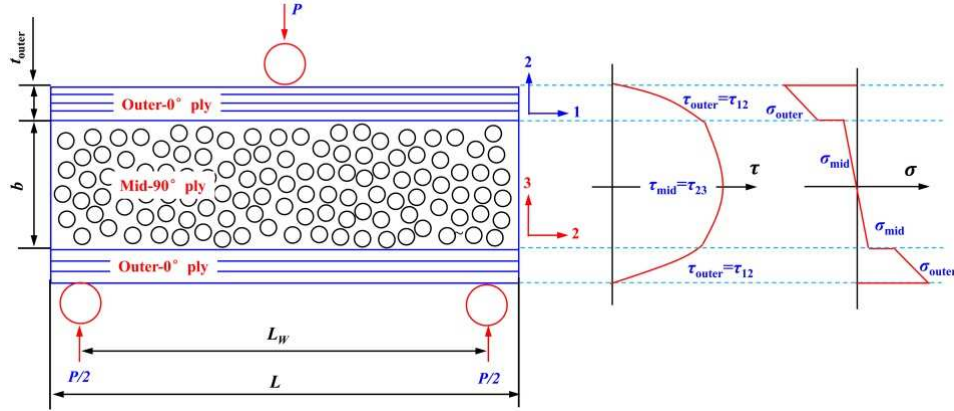 P
t_outer
2
Outer-0° ply
1
τ_outer=τ_12
σ_outer
b
Mid-90° ply
3
2
τ_mid=τ_23
τ
σ_mid
σ
σ_mid
Outer-0° ply
τ_outer=τ_12
σ_outer
L_W
P/2
P/2
L